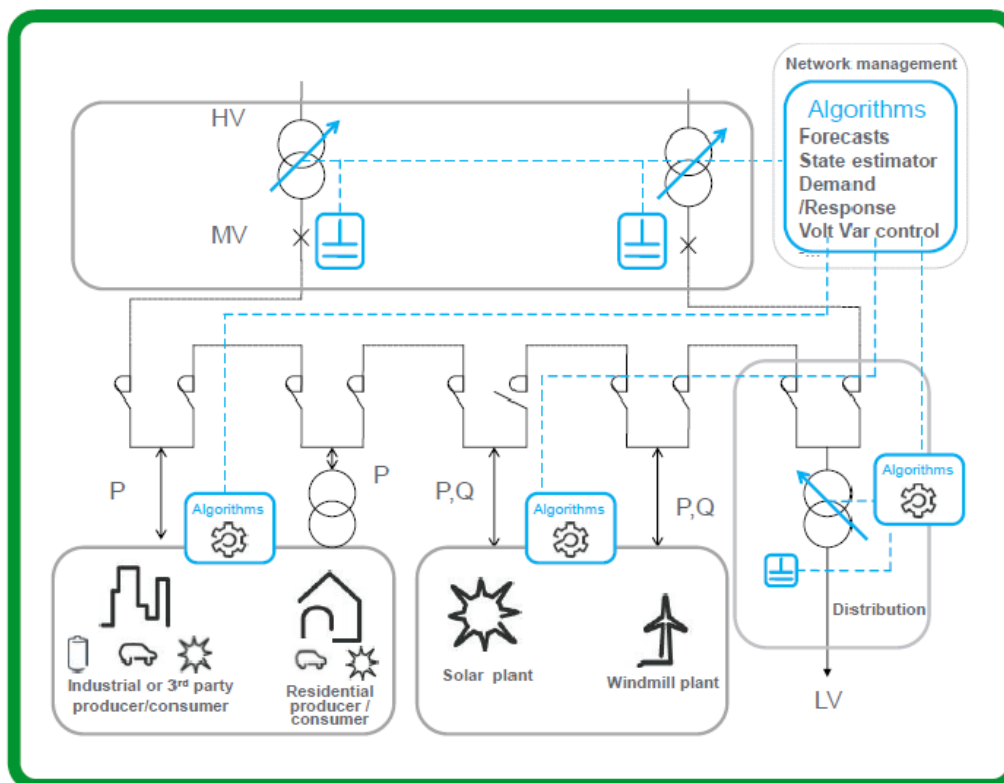 Network management
Algorithms
Forecasts
State estimator
Demand
/Response
Volt Var control
....
HV
MV
P
P
P,Q
P,Q
Algorithms
Algorithms
Algorithms
Industrial or 3rd party
producer/consumer
Residential
producer /
consumer
Solar plant
Windmill plant
Distribution
LV